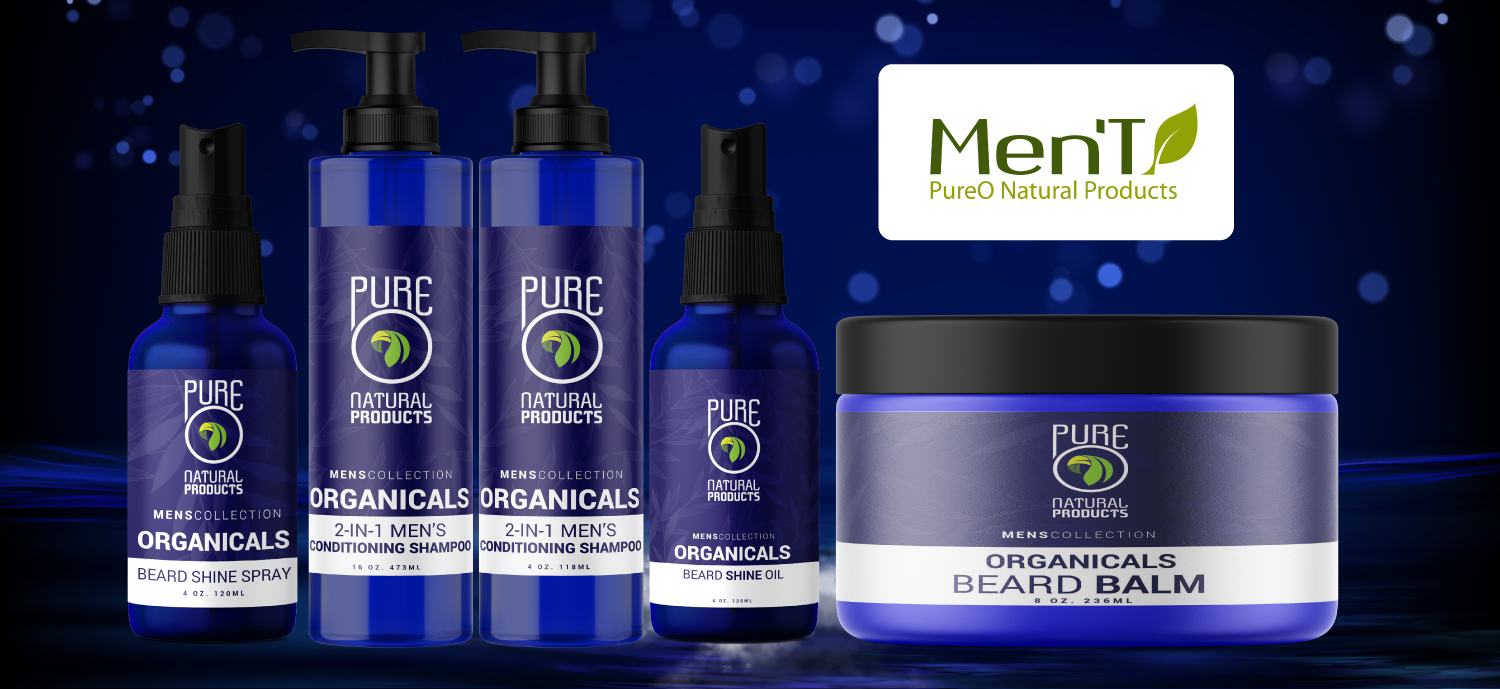 PURE
NATURAL
PRODUCTS
MENSCOLLECTION
ORGANICALS
BEARD SHINE SPRAY
4 OZ. 120ML
PURE
NATURAL
PRODUCTS
MENSCOLLECTION
ORGANICALS
2-IN-1 MEN'S
CONDITIONING SHAMPOO
16 OZ. 473ML
PURE
NATURAL
PRODUCTS
MENSCOLLECTION
ORGANICALS
2-IN-1 MEN'S
CONDITIONING SHAMPOO
4 OZ. 118ML
PURE
NATURAL
PRODUCTS
MENSCOLLECTION
ORGANICALS
BEARD SHINE OIL
4 OZ. 120ML
Men'T
PureO Natural Products
PURE
NATURAL
PRODUCTS
MENSCOLLECTION
ORGANICALS
BEARD BALM
8 OZ. 236ML